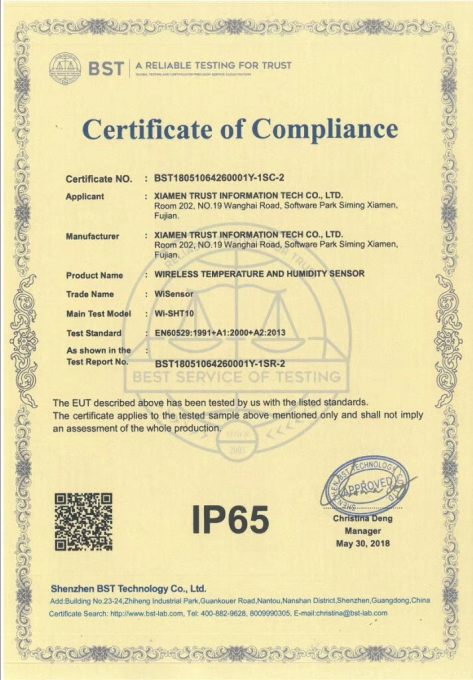 BST A RELIABLE TESTING FOR TRUST
Certificate of Compliance
Certificate NO. : BST18051064260001Y-1SC-2
Applicant : XIAMEN TRUST INFORMATION TECH CO., LTD.
Room 202, NO.19 Wanghai Road, Software Park Siming Xiamen,
Fujian.
Manufacturer : XIAMEN TRUST INFORMATION TECH CO., LTD.
Room 202, NO.19 Wanghai Road, Software Park Siming Xiamen,
Fujian.
Product Name : WIRELESS TEMPERATURE AND HUMIDITY SENSOR
Trade Name : WiSensor
Main Test Model : Wi-SHT10
Test Standard : EN60529:1991+A1:2000+A2:2013
As shown in the :
Test Report No. BST18051064260001Y-1SR-2
BEST SERVICE OF TESTING
The EUT described above has been tested by us with the listed standards.
The certificate applies to the tested sample above mentioned only and shall not imply
an assessment of the whole production.
Since
2003
APPROVED
IP65
Christina Deng
Manager
May 30, 2018
Shenzhen BST Technology Co., Ltd.
Add:Building No.23-24,Zhiheng Industrial Park,Guankouer Road,Nantou,Nanshan District,Shenzhen,Guangdong,China
Certificate Search: http://www.bst-lab.com, Tel: 400-882-9628, 8009990305, E-mail:christina@bst-lab.com